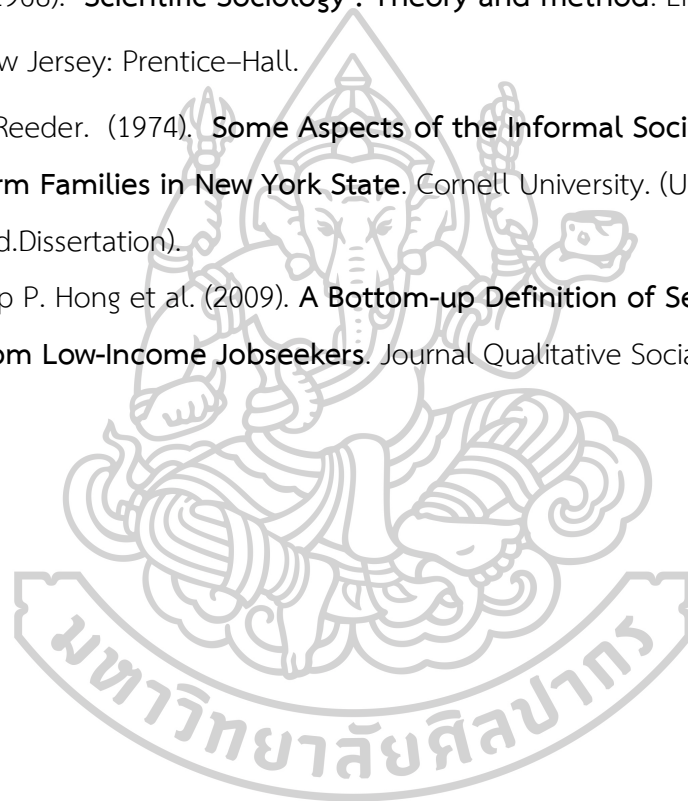 1968). Scientific Sociology : Theory and method.
w Jersey: Prentice–Hall.
Reeder. (1974). Some Aspects of the Informal Soci
rm Families in New York State. Cornell University. (U
d.Dissertation).
p P. Hong et al. (2009). A Bottom-up Definition of Se
om Low-Income Jobseekers. Journal Qualitative Socia
มหาวิทยาลัยศิลปากร